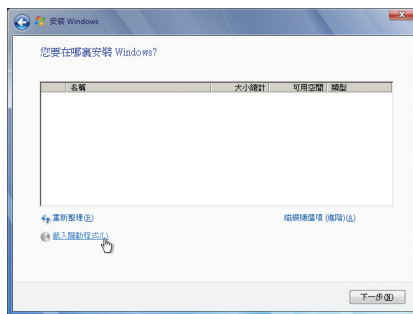 安裝 Windows
您要在哪裏安裝 Windows?
名稱 大小總計 可用空間 類型
重新整理(R) 磁碟機選項 (進階)(A)
載入驅動程式(L)
下一步(N)